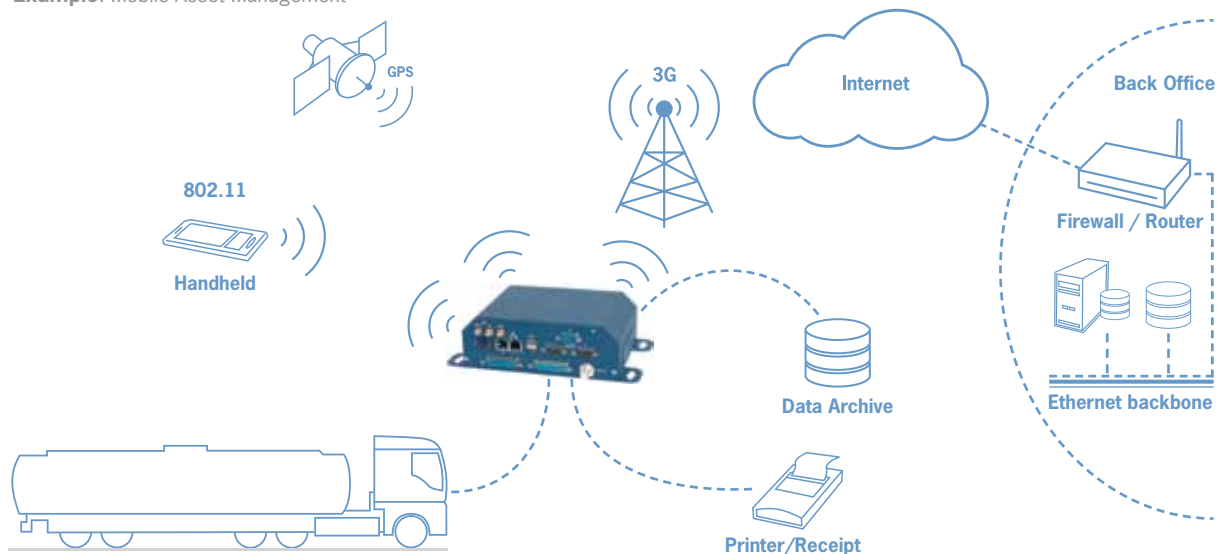 Example: Mobile Asset Management
GPS
3G
Internet
Back Office
802.11
Handheld
Firewall / Router
Data Archive
Ethernet backbone
Printer/Receipt